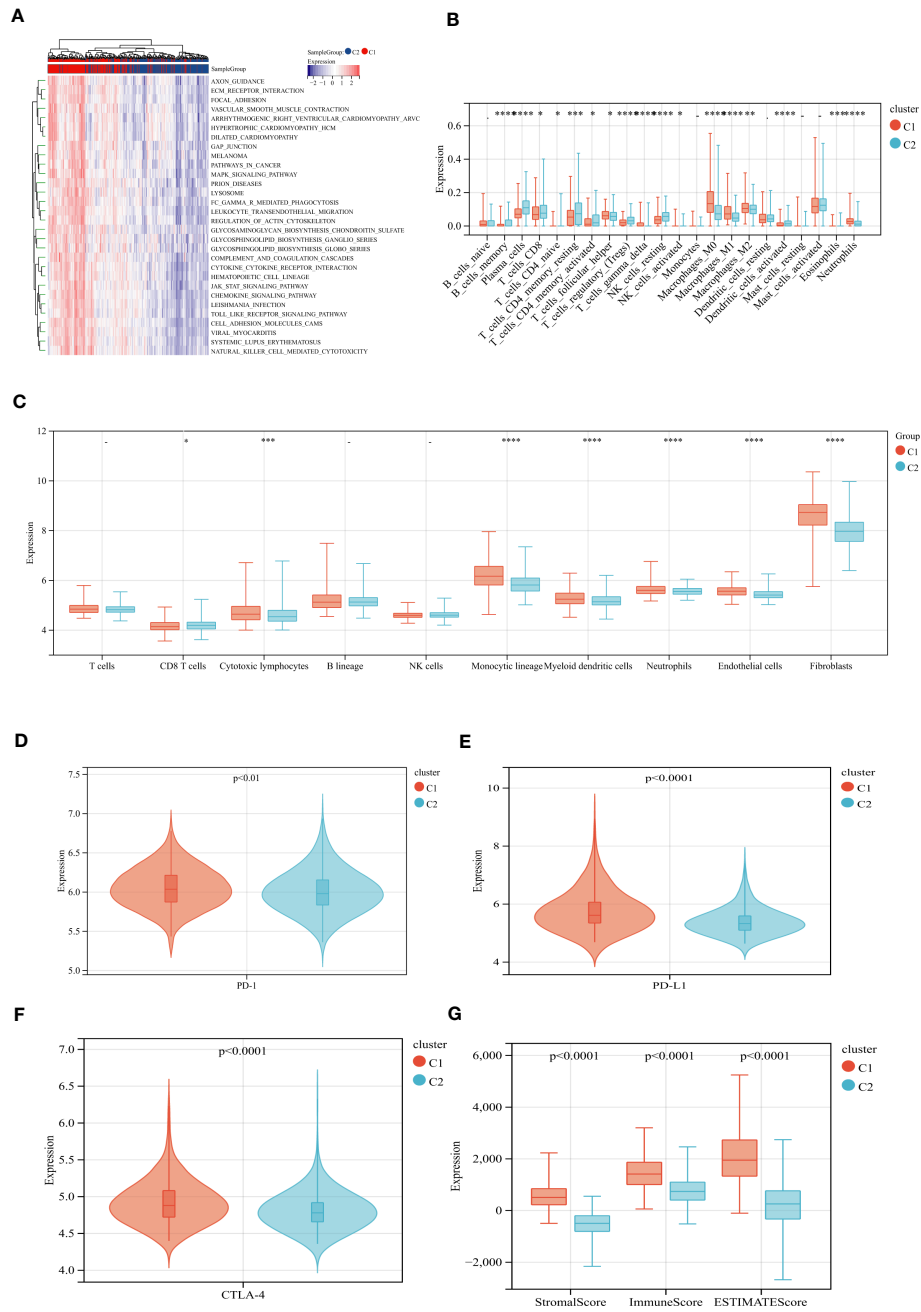 A
SampleGroup: C2 C1
Expression
−2 −1 0 1 2
SampleGroup
AXON_GUIDANCE
ECM_RECEPTOR_INTERACTION
FOCAL_ADHESION
VASCULAR_SMOOTH_MUSCLE_CONTRACTION
ARRHYTHMOGENIC_RIGHT_VENTRICULAR_CARDIOMYOPATHY_ARVC
HYPERTROPHIC_CARDIOMYOPATHY_HCM
DILATED_CARDIOMYOPATHY
GAP_JUNCTION
MELANOMA
PATHWAYS_IN_CANCER
MAPK_SIGNALING_PATHWAY
PRION_DISEASES
LYSOSOME
FC_GAMMA_R_MEDIATED_PHAGOCYTOSIS
LEUKOCYTE_TRANSENDOTHELIAL_MIGRATION
REGULATION_OF_ACTIN_CYTOSKELETON
GLYCOSAMINOGLYCAN_BIOSYNTHESIS_CHONDROITIN_SULFATE
GLYCOSPHINGOLIPID_BIOSYNTHESIS_GANGLIO_SERIES
GLYCOSPHINGOLIPID_BIOSYNTHESIS_GLOBO_SERIES
COMPLEMENT_AND_COAGULATION_CASCADES
CYTOKINE_CYTOKINE_RECEPTOR_INTERACTION
HEMATOPOIETIC_CELL_LINEAGE
JAK_STAT_SIGNALING_PATHWAY
CHEMOKINE_SIGNALING_PATHWAY
LEISHMANIA_INFECTION
TOLL_LIKE_RECEPTOR_SIGNALING_PATHWAY
CELL_ADHESION_MOLECULES_CAMS
VIRAL_MYOCARDITIS
SYSTEMIC_LUPUS_ERYTHEMATOSUS
NATURAL_KILLER_CELL_MEDIATED_CYTOTOXICITY
B
cluster
C1
C2
Expression
0.6
0.4
0.2
0.0
B_cells_naive
B_cells_memory
Plasma_cells
T_cells_CD8
T_cells_CD4_naive
T_cells_CD4_memory_resting
T_cells_CD4_memory_activated
T_cells_follicular_helper
T_cells_regulatory_(Tregs)
T_cells_gamma_delta
NK_cells_resting
NK_cells_activated
Monocytes
Macrophages_M0
Macrophages_M1
Macrophages_M2
Dendritic_cells_resting
Dendritic_cells_activated
Mast_cells_resting
Mast_cells_activated
Eosinophils
Neutrophils
C
- * *** - - **** **** **** **** ****
Group
C1
C2
Expression
12
10
8
6
4
T cells CD8 T cells Cytotoxic lymphocytes B lineage NK cells Monocytic lineage Myeloid dendritic cells Neutrophils Endothelial cells Fibroblasts
D
p<0.01
cluster
C1
C2
Expression
7.5
7.0
6.5
6.0
5.5
5.0
PD-1
E
p<0.0001
cluster
C1
C2
Expression
10
8
6
4
PD-L1
F
p<0.0001
cluster
C1
C2
Expression
7.0
6.5
6.0
5.5
5.0
4.5
4.0
CTLA-4
G
p<0.0001 p<0.0001 p<0.0001
cluster
C1
C2
Expression
6,000
4,000
2,000
0
−2,000
StromalScore ImmuneScore ESTIMATEScore